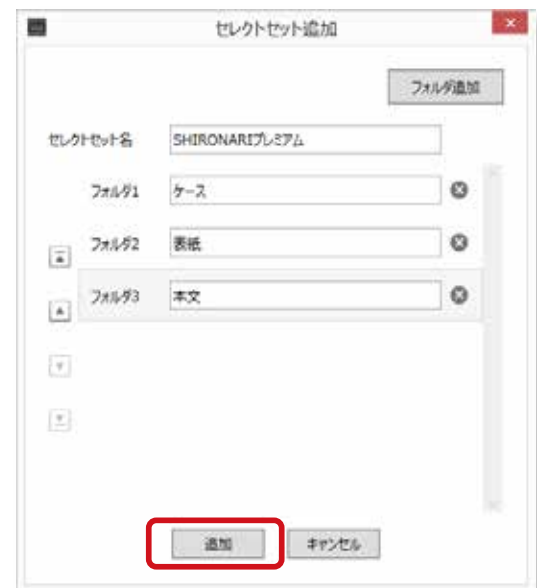 セレクトセット追加
フォルダ追加
セレクトセット名 SHIRONARIプレミアム
フォルダ1 ケース
フォルダ2 表紙
フォルダ3 本文
追加 キャンセル